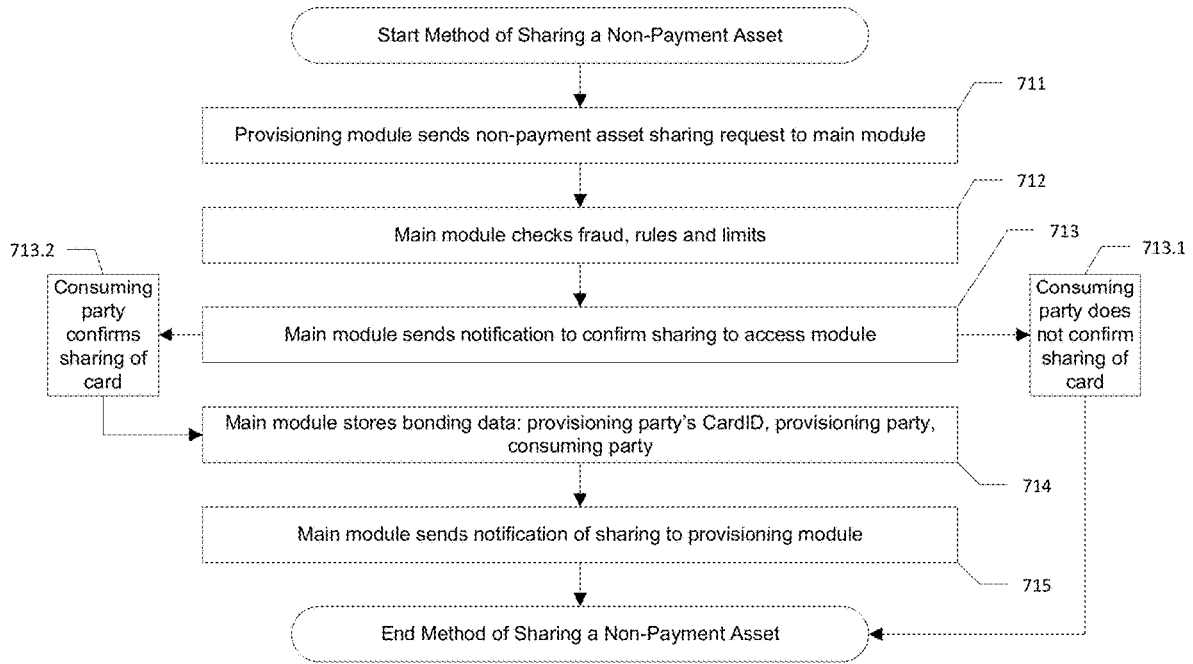 Start Method of Sharing a Non-Payment Asset
711
Provisioning module sends non-payment asset sharing request to main module
712
Main module checks fraud, rules and limits
713
713.2
713.1
Consuming
party
confirms
sharing of
card
Main module sends notification to confirm sharing to access module
Consuming
party does
not confirm
sharing of
card
Main module stores bonding data: provisioning party's CardID, provisioning party,
consuming party
714
Main module sends notification of sharing to provisioning module
715
End Method of Sharing a Non-Payment Asset